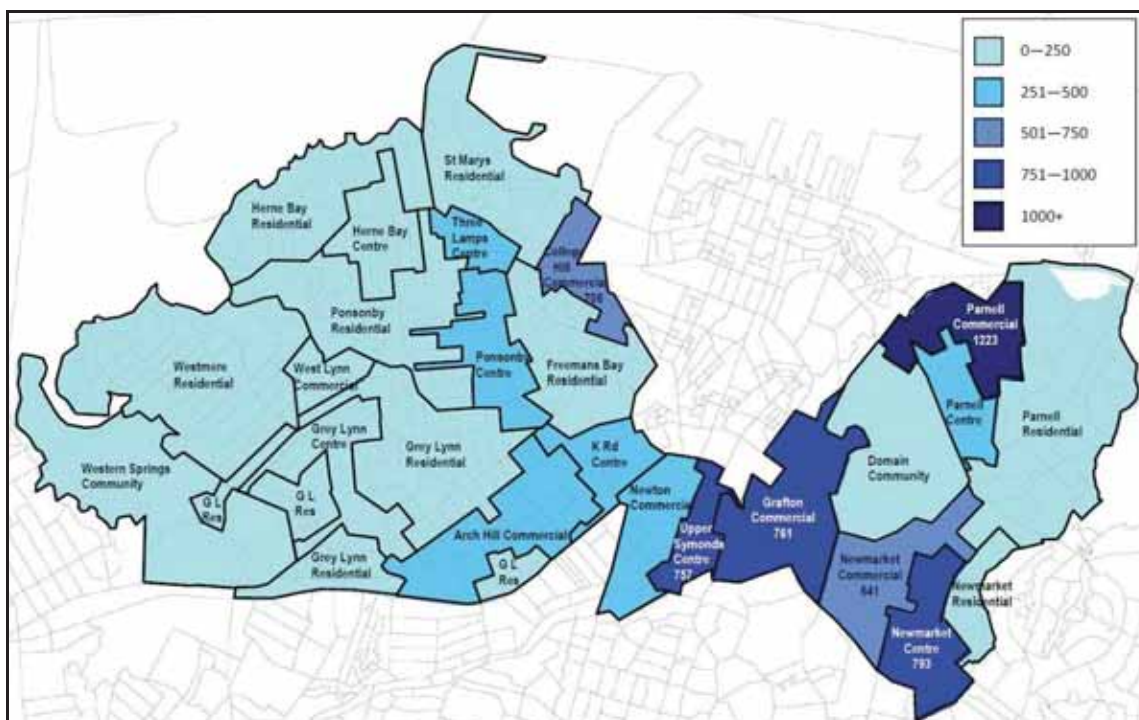 0—250
251—500
501—750
751—1000
1000+
St Marys
Residential
Herne Bay
Residential
Herne Bay
Centre
Three
Lamps
Centre
College
Hill
Commercial
Ponsonby
Residential
Ponsonby
Centre
Freemans Bay
Residential
Westmere
Residential
West Lynn
Commercial
Grey Lynn
Centre
Grey Lynn
Residential
Western Springs
Community
G L
Res
G L
Res
Grey Lynn
Residential
Arch Hill Commercial
G L
Res
K Rd
Centre
Newton
Commercial
Upper
Symonds
Centre
757
Grafton
Commercial
761
Domain
Community
Parnell
Commercial
1223
Parnell
Centre
Parnell
Residential
Newmarket
Commercial
641
Newmarket
Residential
Newmarket
Centre
793